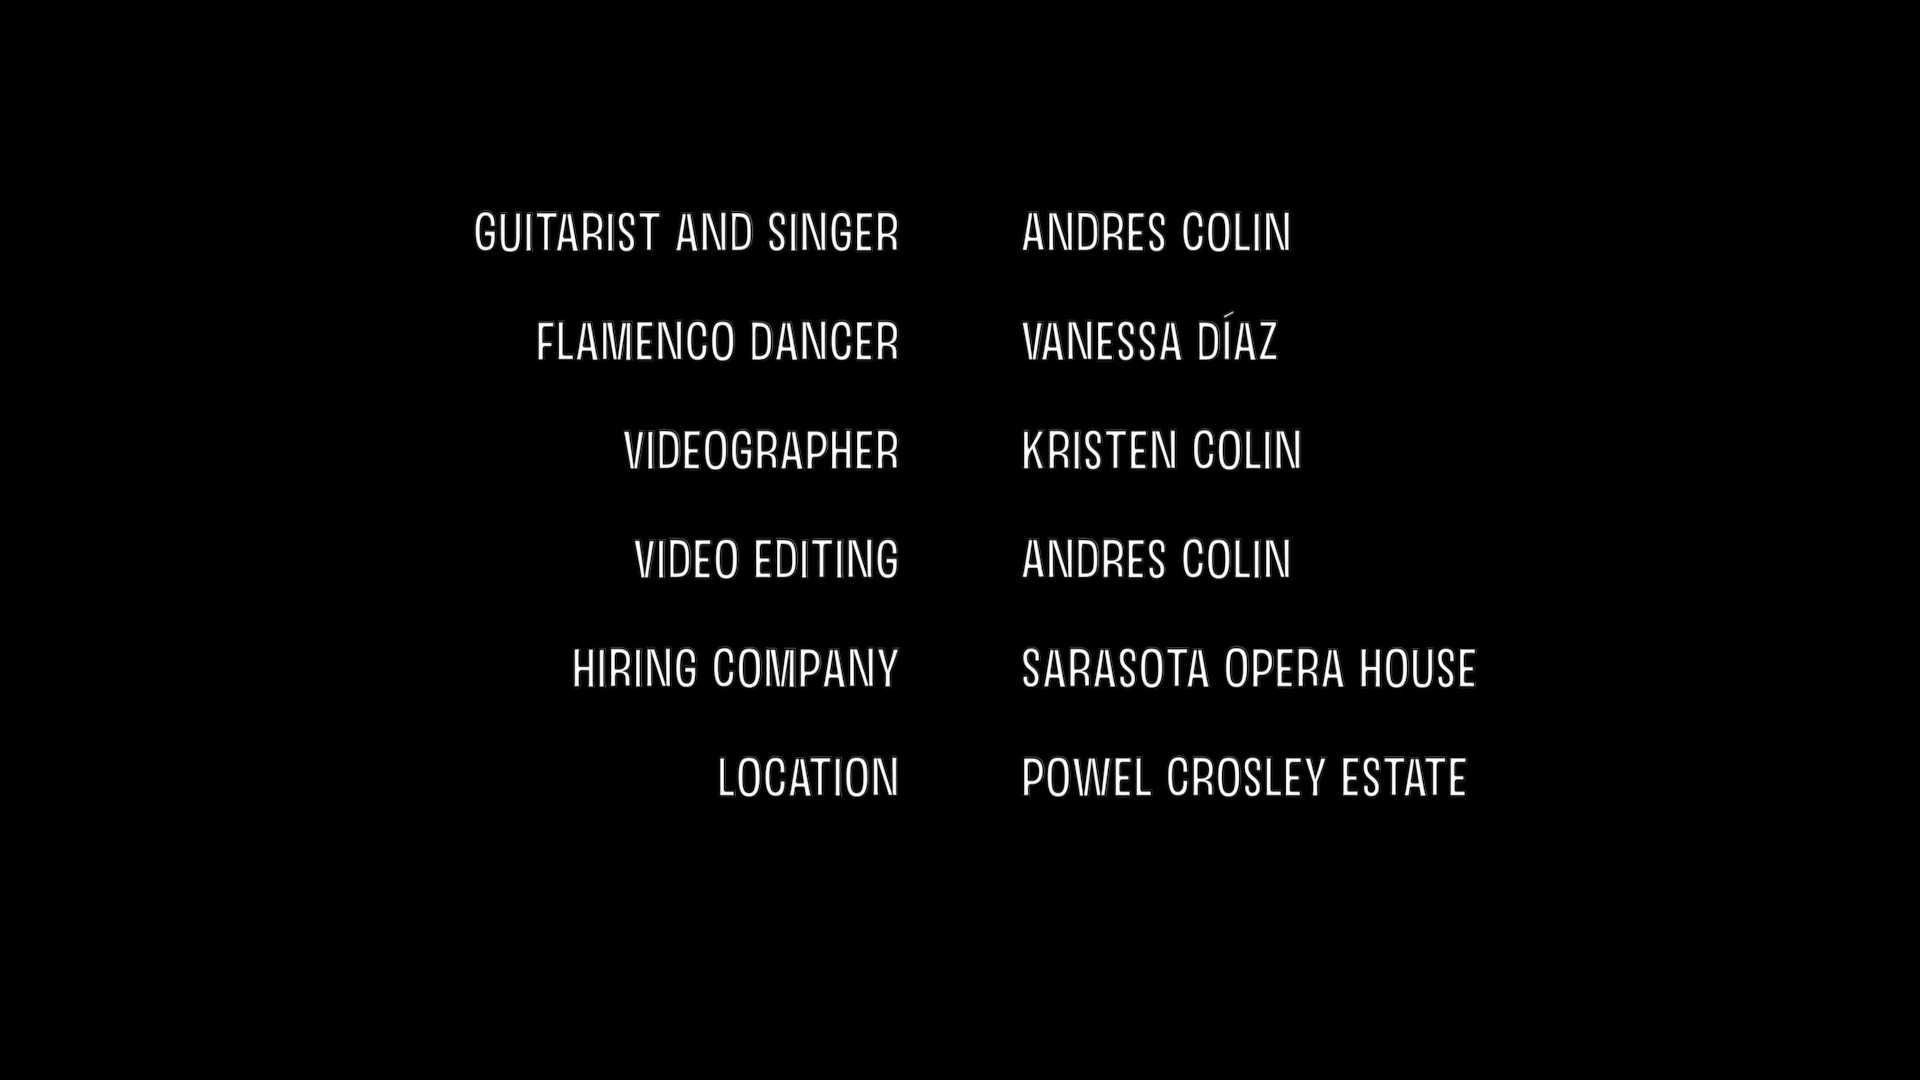 GUITARIST AND SINGER ANDRES COLIN
FLAMENCO DANCER VANESSA DÍAZ
VIDEOGRAPHER KRISTEN COLIN
VIDEO EDITING ANDRES COLIN
HIRING COMPANY SARASOTA OPERA HOUSE
LOCATION POWEL CROSLEY ESTATE